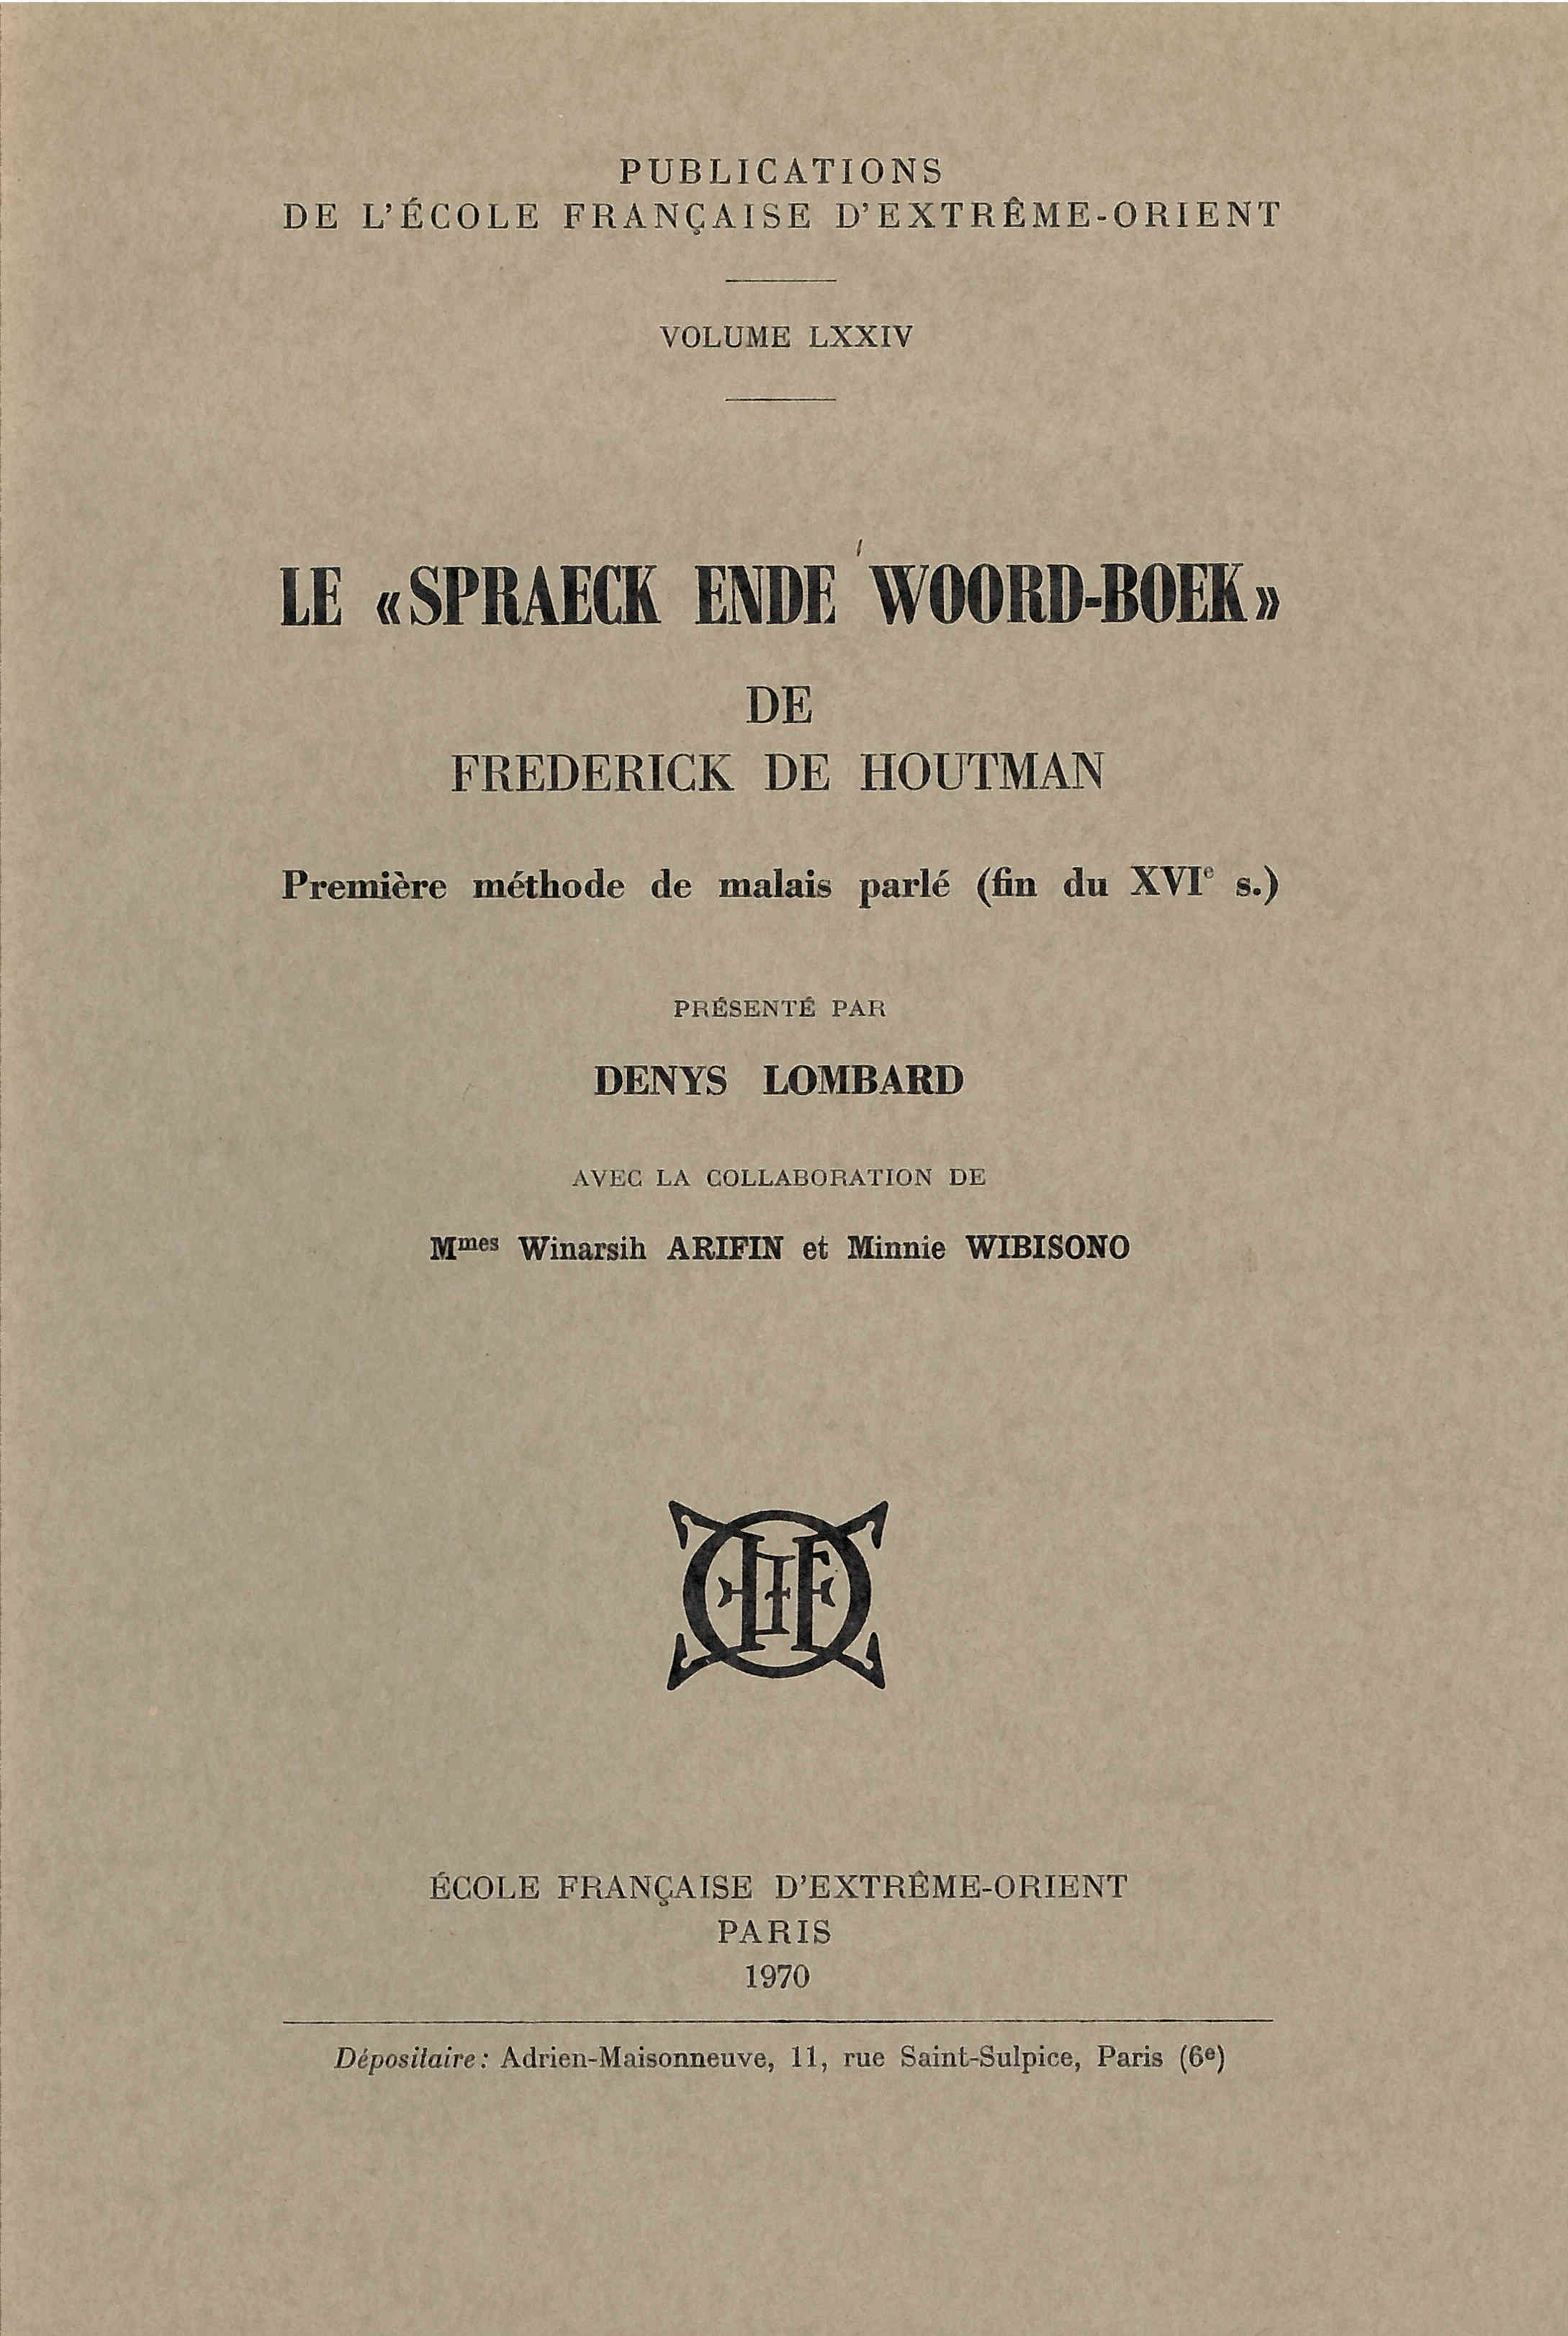 PUBLICATIONS
DE L'ÉCOLE FRANÇAISE D'EXTRÊME-ORIENT
VOLUME LXXIV
LE «SPRAECK ENDE WOORD-BOEK»
DE
FREDERICK DE HOUTMAN
Première méthode de malais parlé (fin du XVIe s.)
PRÉSENTÉ PAR
DENYS LOMBARD
AVEC LA COLLABORATION DE
Mmes Winarsih ARIFIN et Minnie WIBISONO
ÉCOLE FRANÇAISE D'EXTRÊME-ORIENT
PARIS
1970
Dépositaire : Adrien-Maisonneuve, 11, rue Saint-Sulpice, Paris (6e)